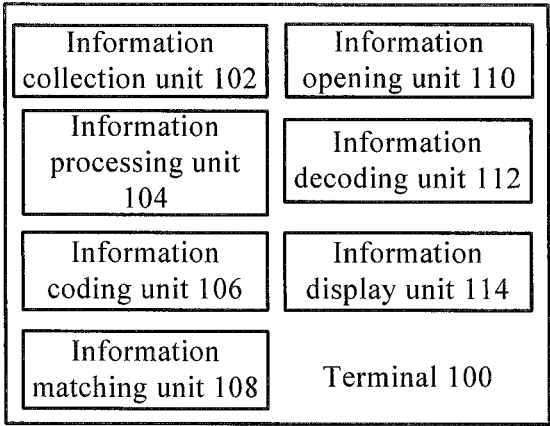 Information
collection unit 102
Information
processing unit
104
Information
coding unit 106
Information
matching unit 108
Information
opening unit 110
Information
decoding unit 112
Information
display unit 114
Terminal 100